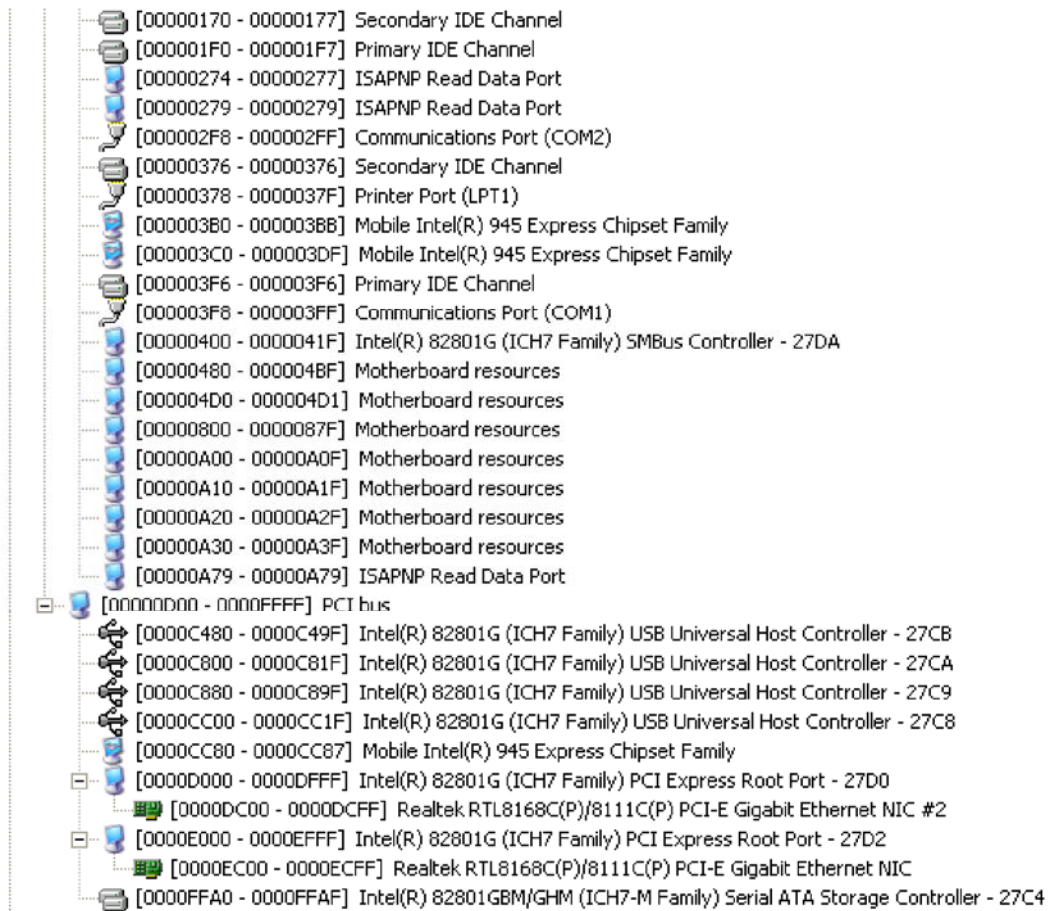 [00000170 - 00000177] Secondary IDE Channel
[000001F0 - 000001F7] Primary IDE Channel
[00000274 - 00000277] ISAPNP Read Data Port
[00000279 - 00000279] ISAPNP Read Data Port
[000002F8 - 000002FF] Communications Port (COM2)
[00000376 - 00000376] Secondary IDE Channel
[00000378 - 0000037F] Printer Port (LPT1)
[000003B0 - 000003BB] Mobile Intel(R) 945 Express Chipset Family
[000003C0 - 000003DF] Mobile Intel(R) 945 Express Chipset Family
[000003F6 - 000003F6] Primary IDE Channel
[000003F8 - 000003FF] Communications Port (COM1)
[00000400 - 0000041F] Intel(R) 82801G (ICH7 Family) SMBus Controller - 27DA
[00000480 - 000004BF] Motherboard resources
[000004D0 - 000004D1] Motherboard resources
[00000800 - 0000087F] Motherboard resources
[00000A00 - 00000A0F] Motherboard resources
[00000A10 - 00000A1F] Motherboard resources
[00000A20 - 00000A2F] Motherboard resources
[00000A30 - 00000A3F] Motherboard resources
[00000A79 - 00000A79] ISAPNP Read Data Port
[00000D00 - 0000FFFF] PCI bus
[0000C480 - 0000C49F] Intel(R) 82801G (ICH7 Family) USB Universal Host Controller - 27CB
[0000C800 - 0000C81F] Intel(R) 82801G (ICH7 Family) USB Universal Host Controller - 27CA
[0000C880 - 0000C89F] Intel(R) 82801G (ICH7 Family) USB Universal Host Controller - 27C9
[0000CC00 - 0000CC1F] Intel(R) 82801G (ICH7 Family) USB Universal Host Controller - 27C8
[0000CC80 - 0000CC87] Mobile Intel(R) 945 Express Chipset Family
[0000D000 - 0000DFFF] Intel(R) 82801G (ICH7 Family) PCI Express Root Port - 27D0
[0000DC00 - 0000DCFF] Realtek RTL8168C(P)/8111C(P) PCI-E Gigabit Ethernet NIC #2
[0000E000 - 0000EFFF] Intel(R) 82801G (ICH7 Family) PCI Express Root Port - 27D2
[0000EC00 - 0000ECFF] Realtek RTL8168C(P)/8111C(P) PCI-E Gigabit Ethernet NIC
[0000FFA0 - 0000FFAF] Intel(R) 82801GBM/GHM (ICH7-M Family) Serial ATA Storage Controller - 27C4